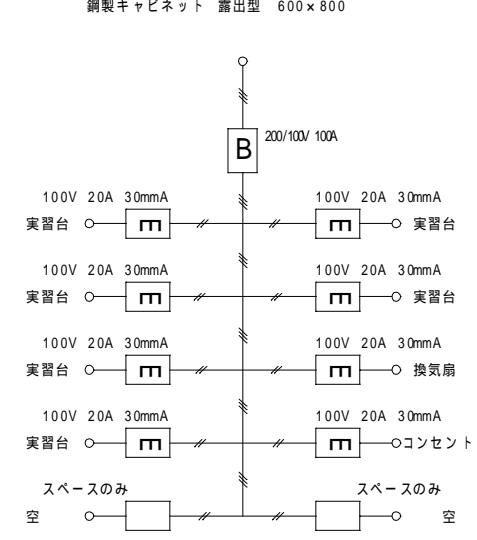 鋼製キャビネット 露出型 600×800
B 200/100V 100A
100V 20A 30mmA 100V 20A 30mmA
実習台 E E 実習台
100V 20A 30mmA 100V 20A 30mmA
実習台 E E 実習台
100V 20A 30mmA 100V 20A 30mmA
実習台 E E 換気扇
100V 20A 30mmA 100V 20A 30mmA
実習台 E E コンセント
スペースのみ スペースのみ
空 空